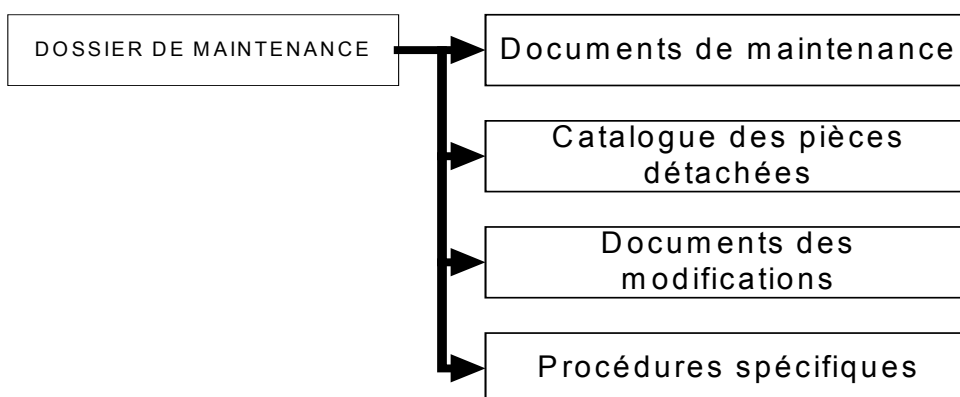 DOSSIER DE MAINTENANCE
Documents de maintenance
Catalogue des pièces
détachées
Documents des
modifications
Procédures spécifiques